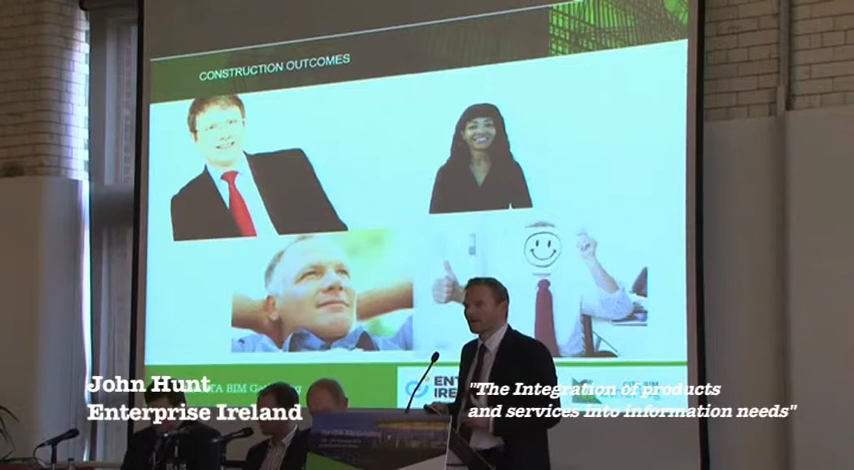 CONSTRUCTION OUTCOMES
John Hunt
Enterprise Ireland
"The Integration of products
and services into information needs"